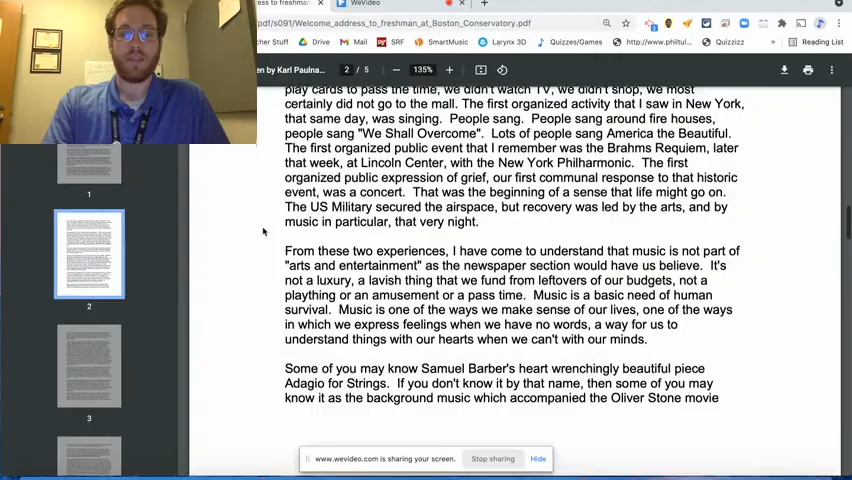 ess to freshman
WeVideo
pdf/s091/Welcome_address_to_freshman_at_Boston_Conservatory.pdf
cher Stuff
Drive
Mail
SRF
SmartMusic
Larynx 3D
Quizzes/Games
http://www.philtul...
Quizzizz
Reading List
en by Karl Paulna...
2 / 5
135%
play cards to pass the time, we didn't watch TV, we didn't shop, we most
certainly did not go to the mall. The first organized activity that I saw in New York,
that same day, was singing. People sang. People sang around fire houses,
people sang "We Shall Overcome". Lots of people sang America the Beautiful.
The first organized public event that I remember was the Brahms Requiem, later
that week, at Lincoln Center, with the New York Philharmonic. The first
organized public expression of grief, our first communal response to that historic
event, was a concert. That was the beginning of a sense that life might go on.
The US Military secured the airspace, but recovery was led by the arts, and by
music in particular, that very night.
From these two experiences, I have come to understand that music is not part of
"arts and entertainment" as the newspaper section would have us believe. It's
not a luxury, a lavish thing that we fund from leftovers of our budgets, not a
plaything or an amusement or a pass time. Music is a basic need of human
survival. Music is one of the ways we make sense of our lives, one of the ways
in which we express feelings when we have no words, a way for us to
understand things with our hearts when we can't with our minds.
Some of you may know Samuel Barber's heart wrenchingly beautiful piece
Adagio for Strings. If you don't know it by that name, then some of you may
know it as the background music which accompanied the Oliver Stone movie
1
2
3
www.wevideo.com is sharing your screen.
Stop sharing
Hide